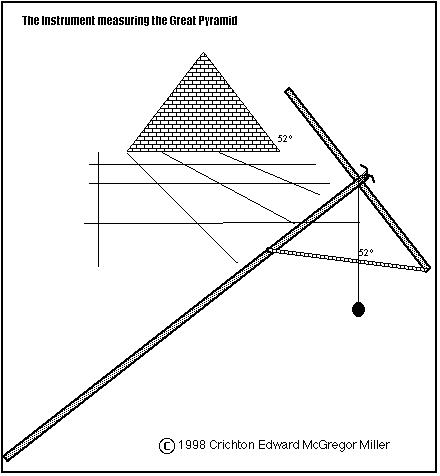 The Instrument measuring the Great Pyramid
52°
52°
© 1998 Crichton Edward McGregor Miller